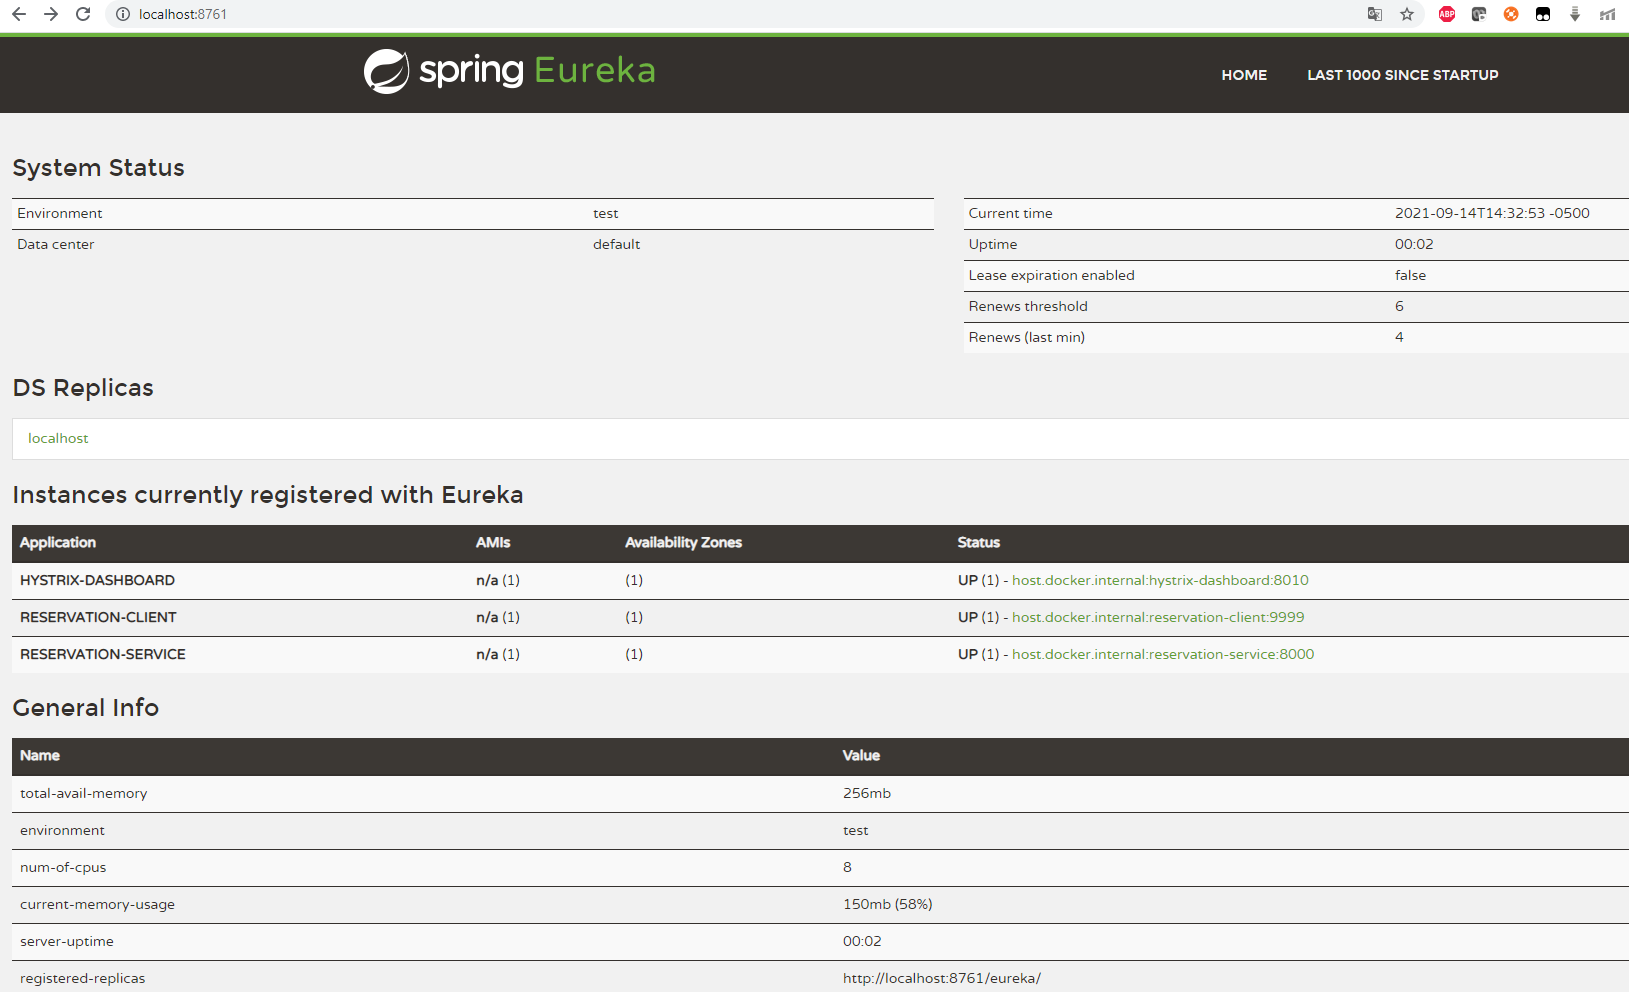 localhost:8761
ABP
spring Eureka
HOME LAST 1000 SINCE STARTUP
System Status
Environment test
Data center default
Current time 2021-09-14T14:32:53 -0500
Uptime 00:02
Lease expiration enabled false
Renews threshold 6
Renews (last min) 4
DS Replicas
localhost
Instances currently registered with Eureka
Application AMIs Availability Zones Status
HYSTRIX-DASHBOARD n/a (1) (1) UP (1) - host.docker.internal:hystrix-dashboard:8010
RESERVATION-CLIENT n/a (1) (1) UP (1) - host.docker.internal:reservation-client:9999
RESERVATION-SERVICE n/a (1) (1) UP (1) - host.docker.internal:reservation-service:8000
General Info
Name Value
total-avail-memory 256mb
environment test
num-of-cpus 8
current-memory-usage 150mb (58%)
server-uptime 00:02
registered-replicas http://localhost:8761/eureka/